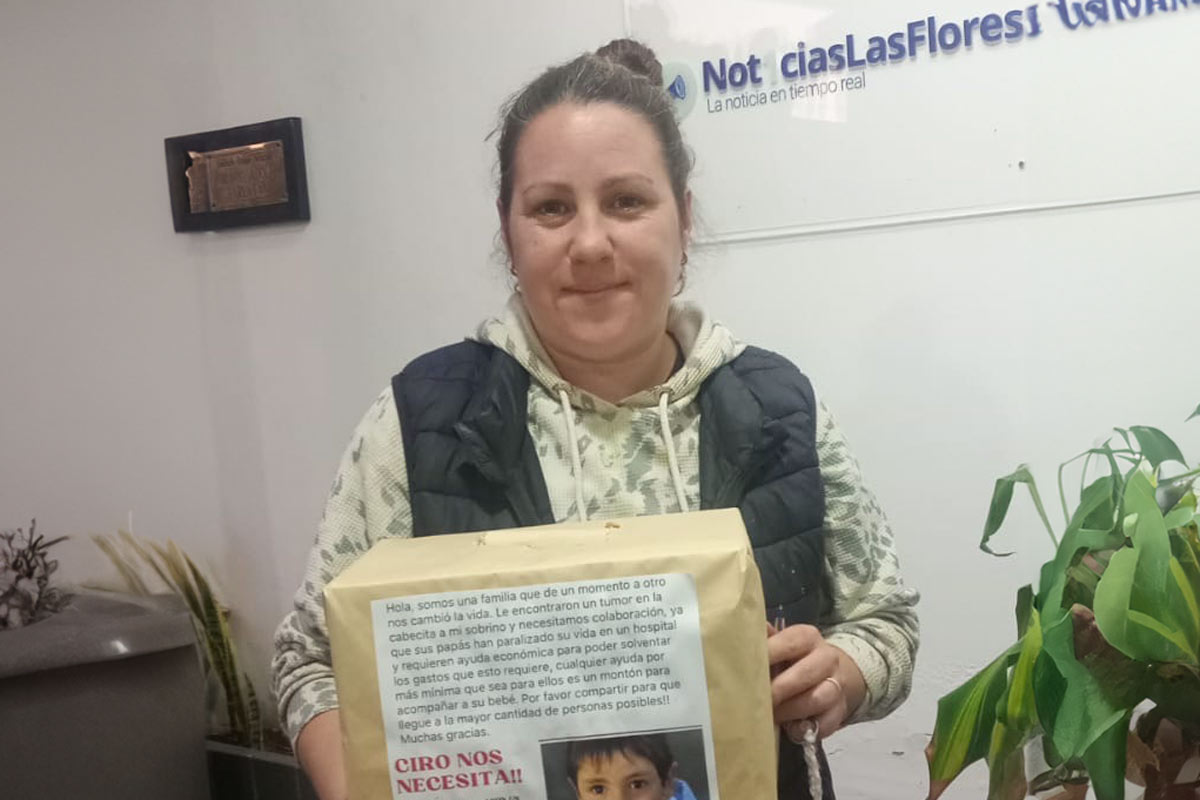 NoticiasLasFlores
La noticia en tiempo real
Hola, somos una familia que de un momento a otro
nos cambió la vida. Le encontraron un tumor en la
cabecita a mi sobrino y necesitamos colaboración, ya
que sus papás han paralizado su vida en un hospital
y requieren ayuda económica para poder solventar
los gastos que esto requiere, cualquier ayuda por
más mínima que sea para ellos es un montón para
acompañar a su bebé. Por favor compartir para que
llegue a la mayor cantidad de personas posibles!!
Muchas gracias.
CIRO NOS
NECESITA!!